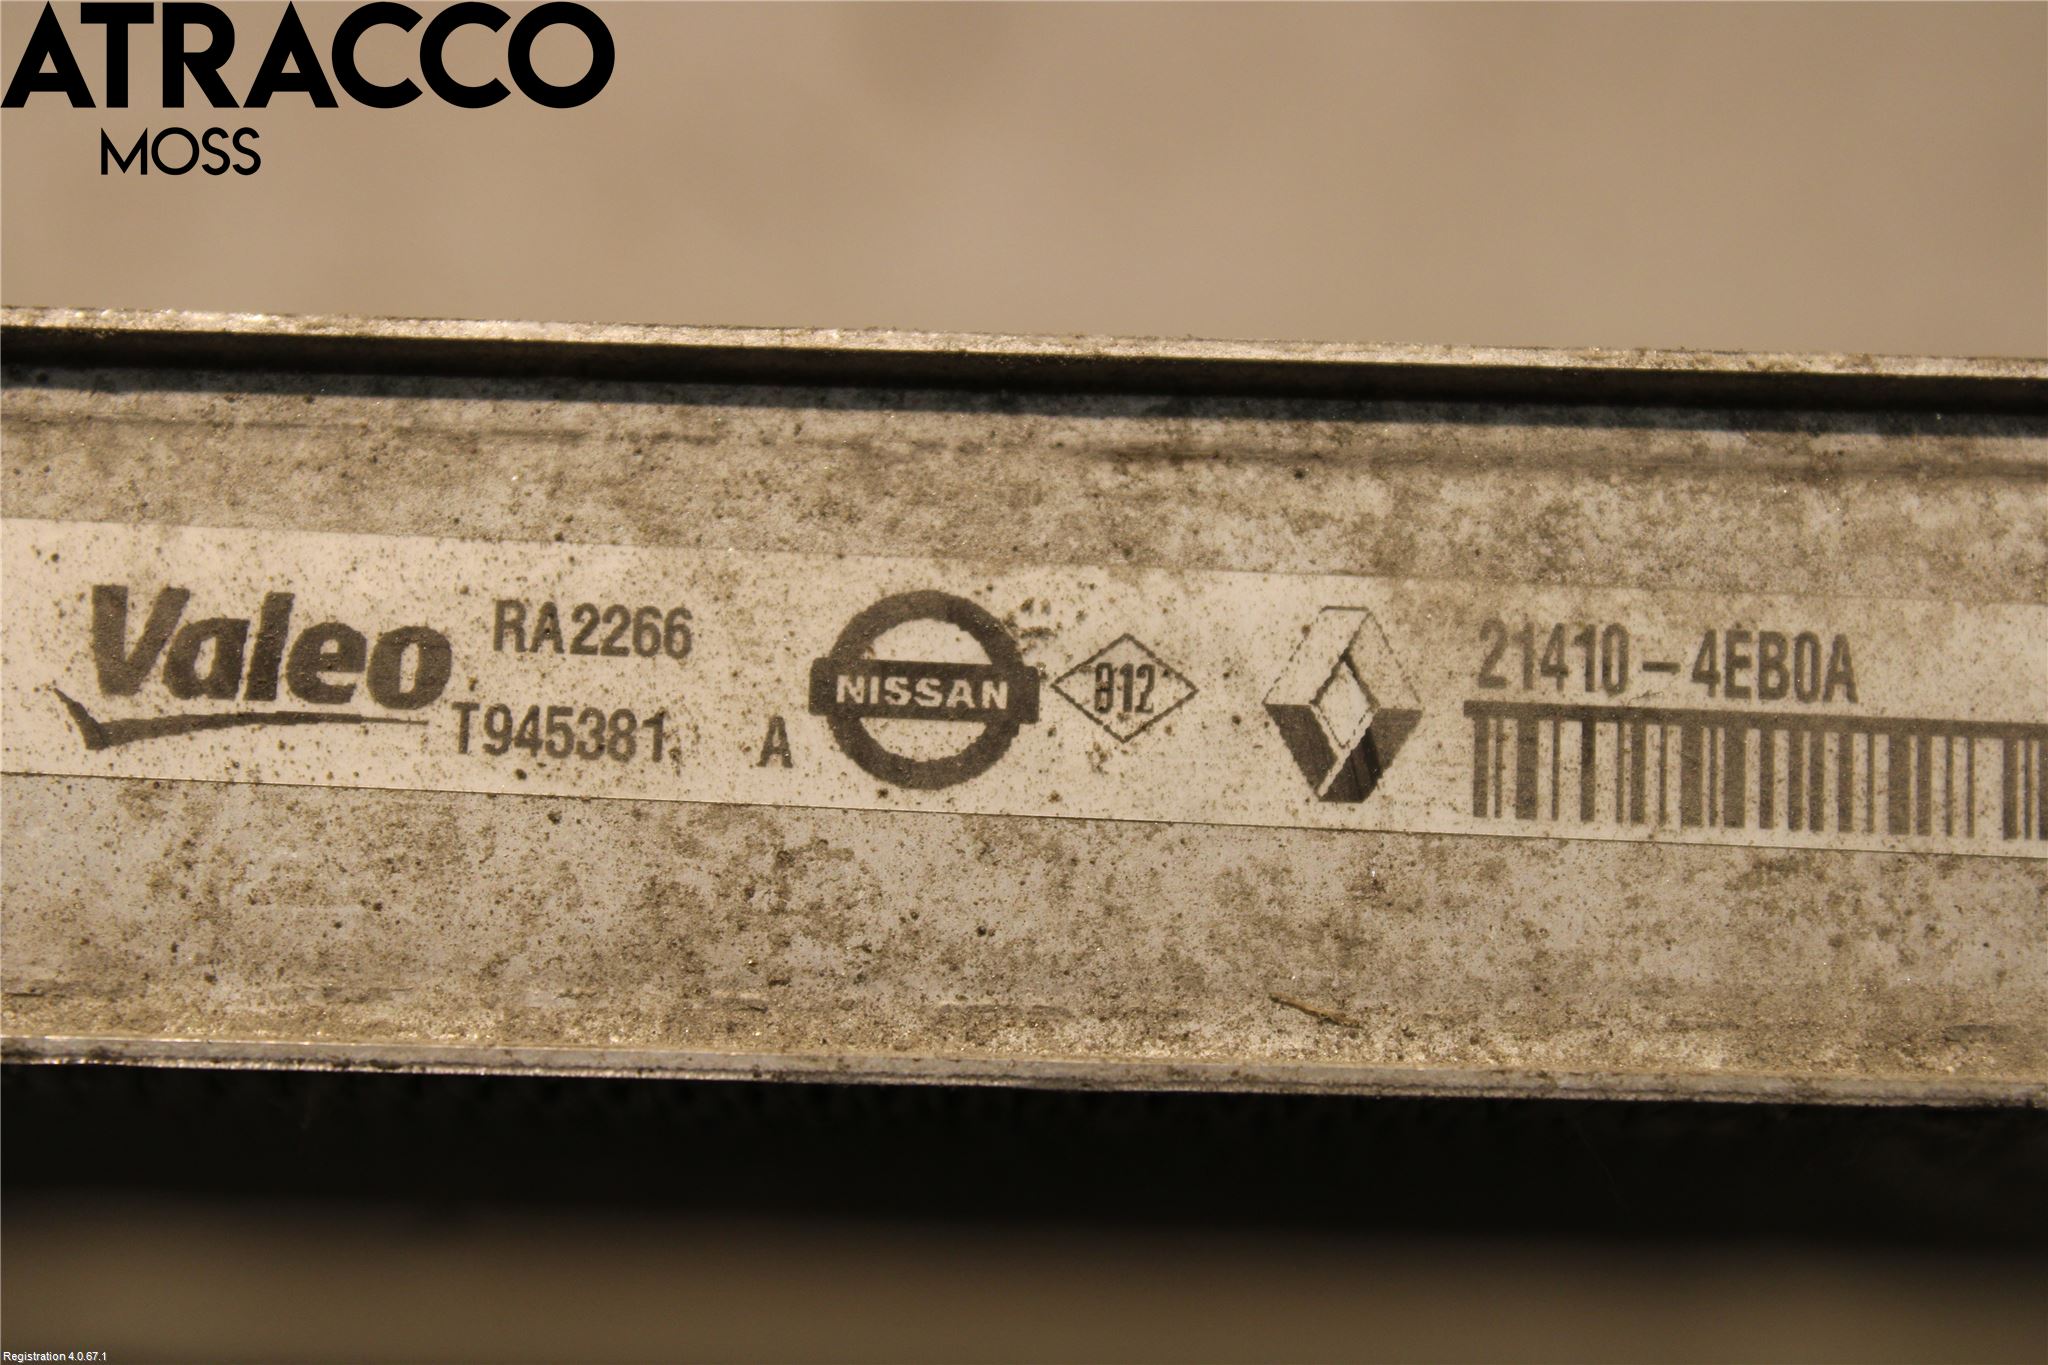 ATRACCO
MOSS
Valeo RA2266
T945381 A
NISSAN
812
21410-4EB0A
Registration 4.0.67.1